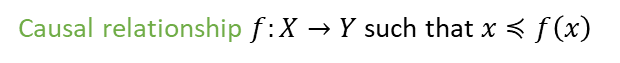 Causal relationship f: X → Y such that x ≼ f(x)